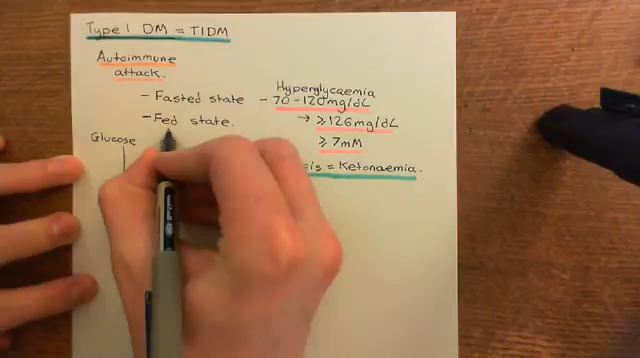 Type 1 DM = T1DM
Autoimmune
attack.
- Fasted state
- Fed state.
Glucose
Hyperglycaemia
- 70-120mg/dL
→ ≥126mg/dL
≥ 7mM
is = Ketonaemia.